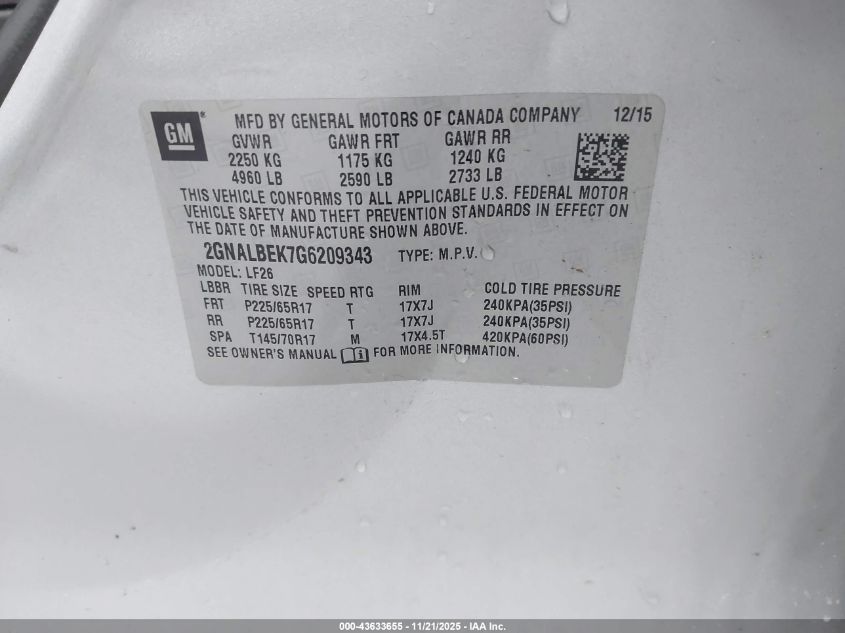 GM ® MFD BY GENERAL MOTORS OF CANADA COMPANY 12/15
GVWR GAWR FRT GAWR RR
2250 KG 1175 KG 1240 KG
4960 LB 2590 LB 2733 LB
THIS VEHICLE CONFORMS TO ALL APPLICABLE U.S. FEDERAL MOTOR
VEHICLE SAFETY AND THEFT PREVENTION STANDARDS IN EFFECT ON
THE DATE OF MANUFACTURE SHOWN ABOVE.
2GNALBEK7G6209343 TYPE: M.P.V.
MODEL: LF26
LBBR TIRE SIZE SPEED RTG RIM COLD TIRE PRESSURE
FRT P225/65R17 T 17X7J 240KPA(35PSI)
RR P225/65R17 T 17X7J 240KPA(35PSI)
SPA T145/70R17 M 17X4.5T 420KPA(60PSI)
SEE OWNER'S MANUAL FOR MORE INFORMATION.
000-43633655 - 11/21/2025 - IAA Inc.